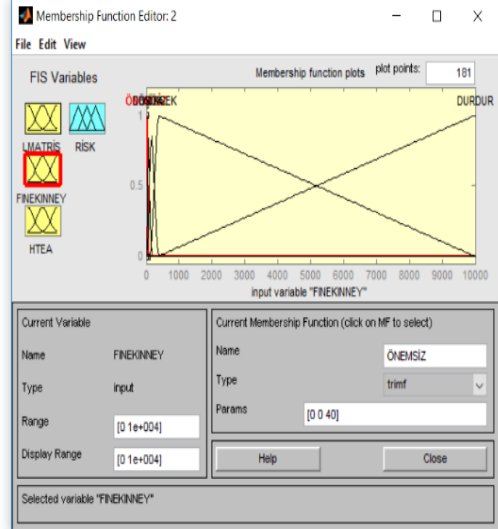 Membership Function Editor: 2
File Edit View
FIS Variables
Membership function plots plot points: 181
DURDUR
LMATRİS RİSK
FINEKINNEY
HTEA
1
0.5
0
0 1000 2000 3000 4000 5000 6000 7000 8000 9000 10000
input variable "FINEKINNEY"
Current Variable
Name FINEKINNEY
Type input
Range [0 1e+004]
Display Range [0 1e+004]
Current Membership Function (click on MF to select)
Name ÖNEMSİZ
Type trimf
Params [0 0 40]
Help Close
Selected variable "FINEKINNEY"